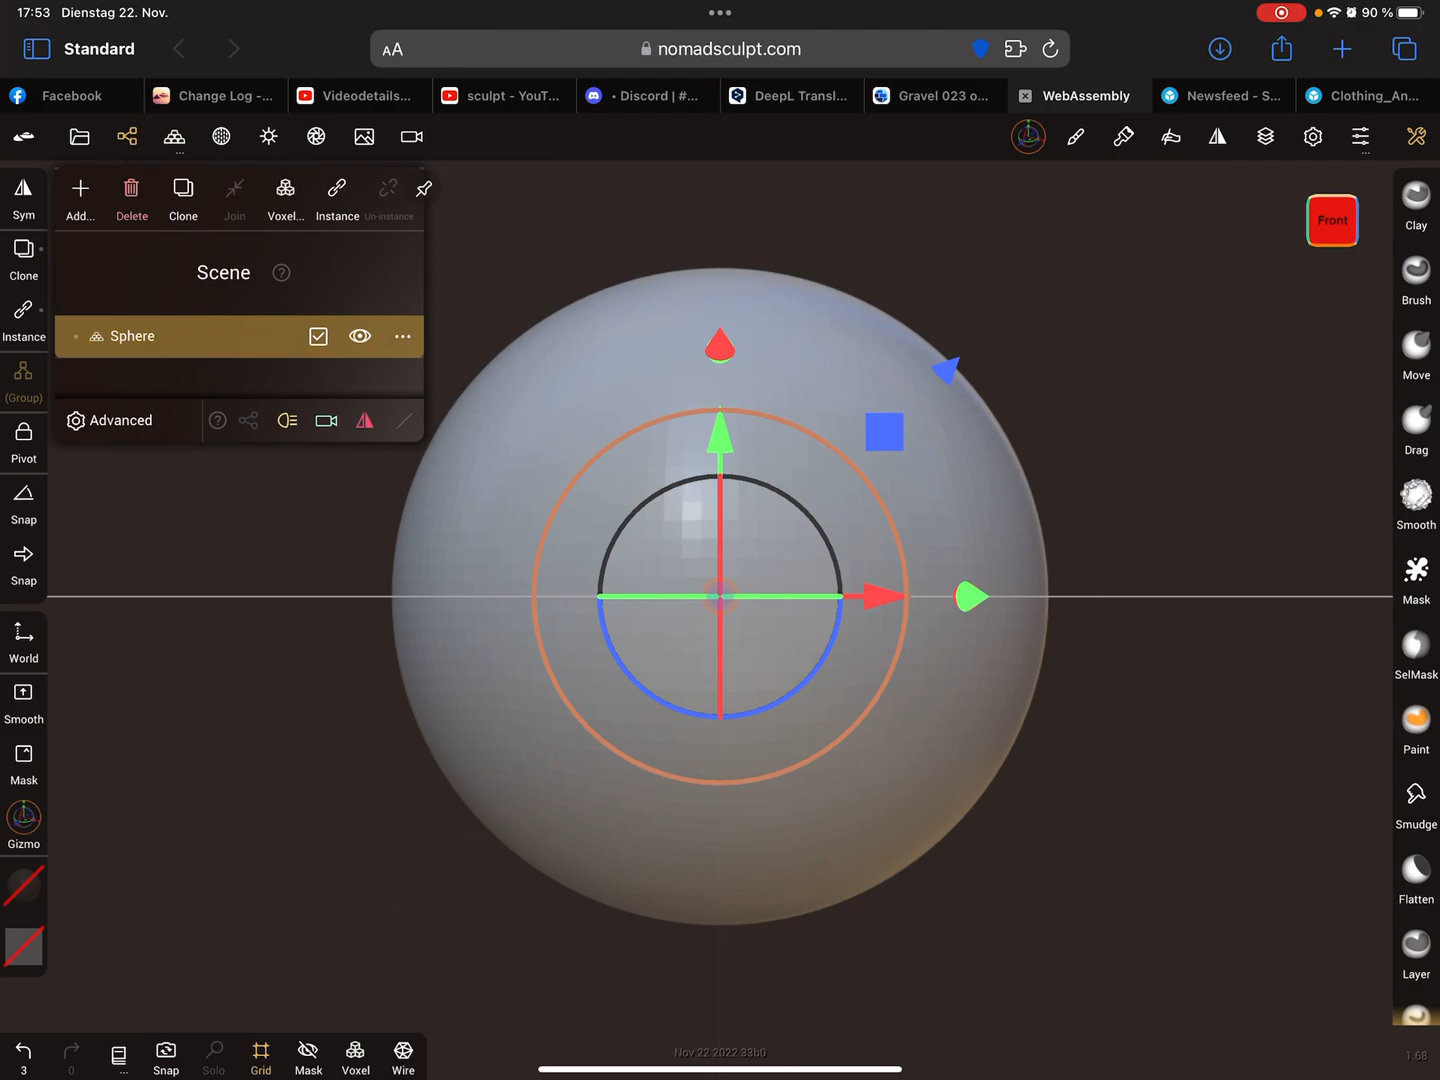 17:53 Dienstag 22. Nov.
90 %
Standard
AA
nomadsculpt.com
Facebook
Change Log -...
Videodetails...
sculpt - YouT...
• Discord | #...
DeepL Transl...
Gravel 023 o...
WebAssembly
Newsfeed - S...
Clothing_An...
Add...
Delete
Clone
Join
Voxel...
Instance
Un-instance
Scene ?
Sphere
Advanced
?
Sym
Clone
Instance
(Group)
Pivot
Snap
Snap
World
Smooth
Mask
Gizmo
Front
Clay
Brush
Move
Drag
Smooth
Mask
SelMask
Paint
Smudge
Flatten
Layer
3
0
...
Snap
Solo
Grid
Mask
Voxel
Wire
Nov 22 2022 33b0
1.68